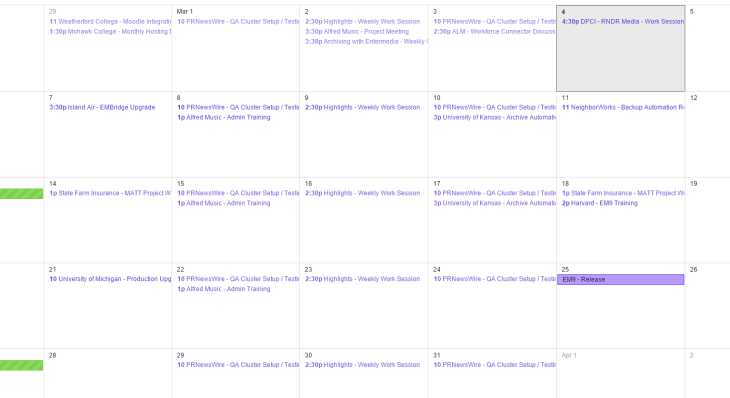 29
Mar 1
2
3
4
5
11 Weatherford College - Moodle Integrati
10 PRNewsWire - QA Cluster Setup / Testi
2:30p Highlights - Weekly Work Session
10 PRNewsWire - QA Cluster Setup / Testi
4:30p DPCI - RNDR Media - Work Session
1:30p Mohawk College - Monthly Hosting
3:30p Alfred Music - Project Meeting
2:30p ALM - Workforce Connector Discuss
3:30p Archiving with Entermedia - Weekly
7
8
9
10
11
12
3:30p Island Air - EMBridge Upgrade
10 PRNewsWire - QA Cluster Setup / Testi
2:30p Highlights - Weekly Work Session
10 PRNewsWire - QA Cluster Setup / Testi
11 NeighborWorks - Backup Automation R
1p Alfred Music - Admin Training
3p University of Kansas - Archive Automati
14
15
16
17
18
19
1p State Farm Insurance - MATT Project W
10 PRNewsWire - QA Cluster Setup / Testi
2:30p Highlights - Weekly Work Session
10 PRNewsWire - QA Cluster Setup / Testi
1p State Farm Insurance - MATT Project W
1p Alfred Music - Admin Training
3p University of Kansas - Archive Automati
2p Harvard - EM9 Training
21
22
23
24
25
26
10 University of Michigan - Production Upg
10 PRNewsWire - QA Cluster Setup / Testi
2:30p Highlights - Weekly Work Session
10 PRNewsWire - QA Cluster Setup / Testi
EM9 - Release
1p Alfred Music - Admin Training
28
29
30
31
Apr 1
2
10 PRNewsWire - QA Cluster Setup / Testi
2:30p Highlights - Weekly Work Session
10 PRNewsWire - QA Cluster Setup / Testi